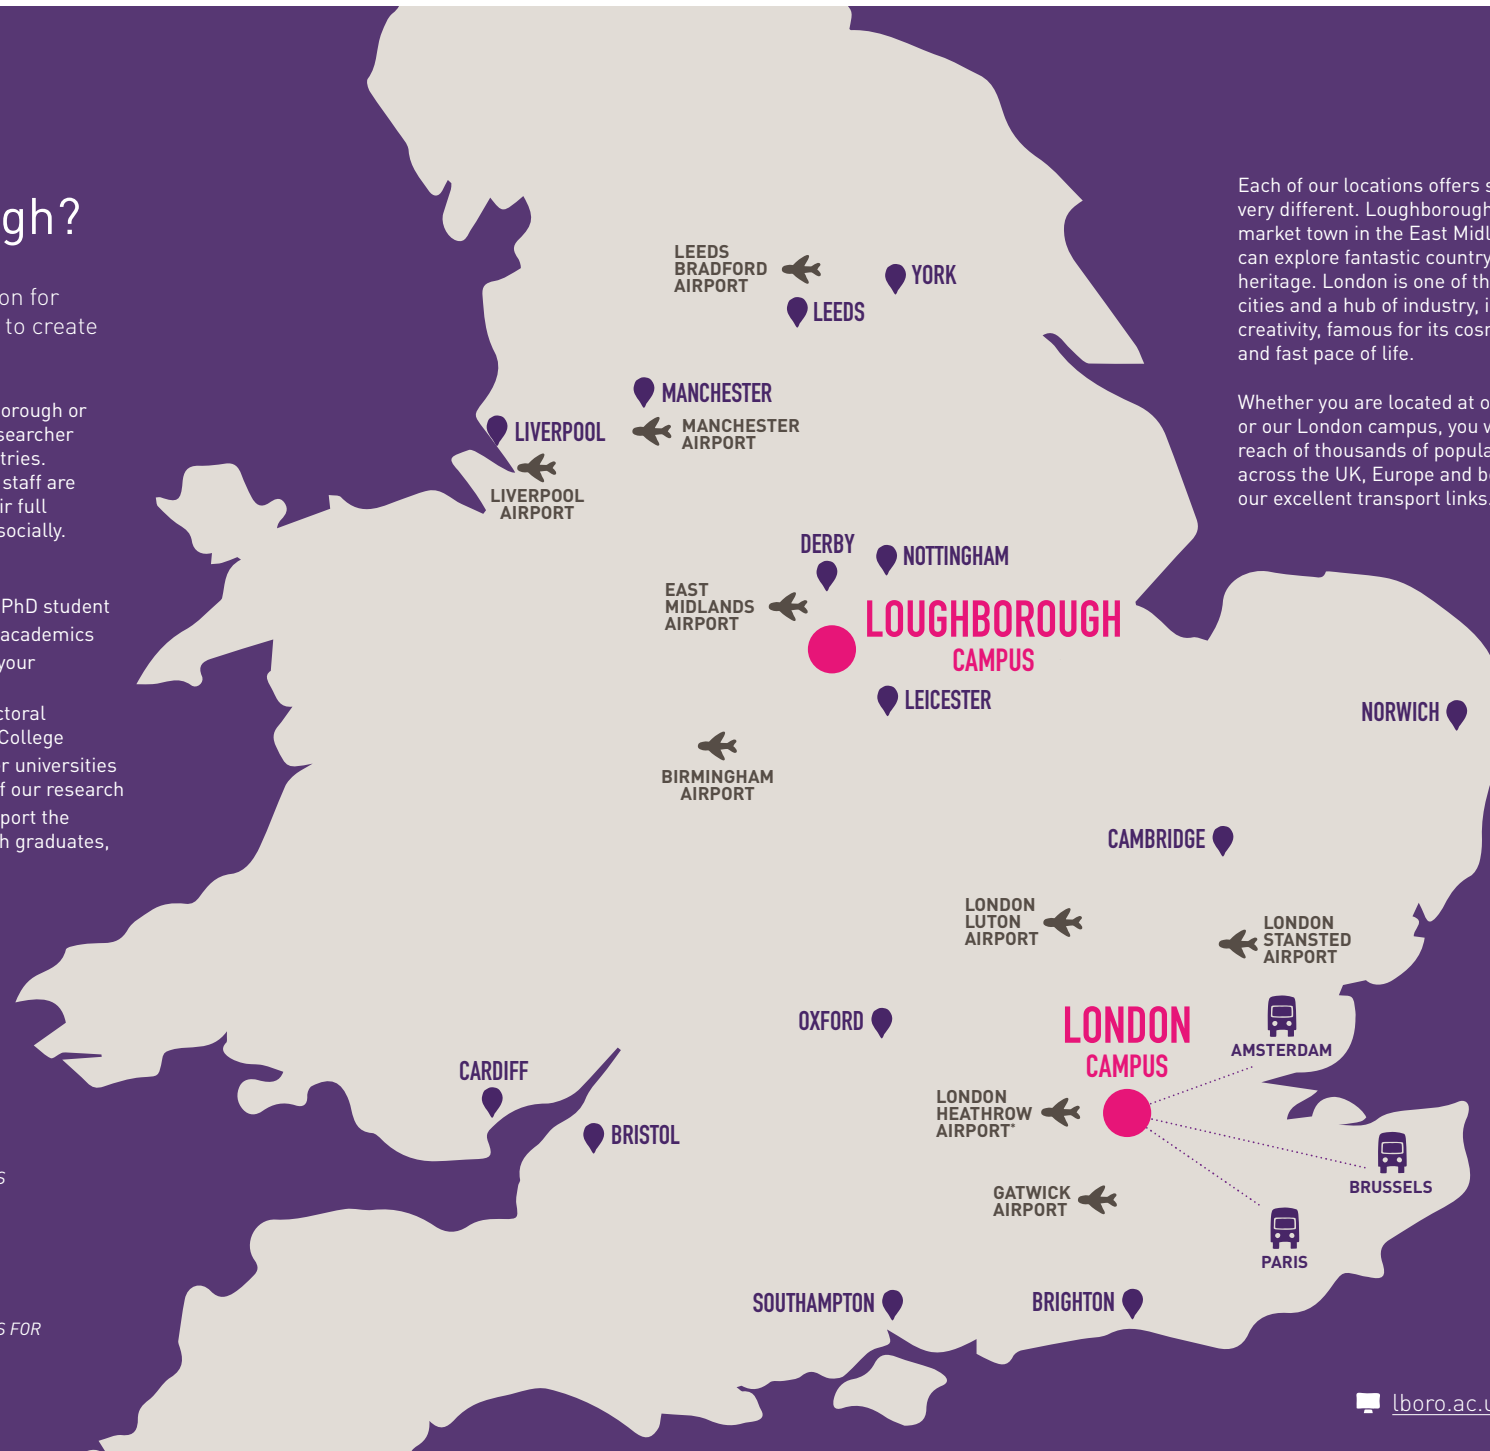 gh?
on for
to create
orough or
searcher
tries.
staff are
ir full
socially.
PhD student
academics
your
ctoral
College
r universities
f our research
port the
h graduates,
S
S FOR
LEEDS
BRADFORD
AIRPORT
YORK
LEEDS
MANCHESTER
MANCHESTER
AIRPORT
LIVERPOOL
LIVERPOOL
AIRPORT
DERBY
NOTTINGHAM
EAST
MIDLANDS
AIRPORT
LOUGHBOROUGH
CAMPUS
LEICESTER
NORWICH
BIRMINGHAM
AIRPORT
CAMBRIDGE
LONDON
LUTON
AIRPORT
LONDON
STANSTED
AIRPORT
OXFORD
LONDON
CAMPUS
AMSTERDAM
CARDIFF
BRISTOL
LONDON
HEATHROW
AIRPORT*
GATWICK
AIRPORT
BRUSSELS
PARIS
SOUTHAMPTON
BRIGHTON
Each of our locations offers s
very different. Loughborough
market town in the East Midl
can explore fantastic country
heritage. London is one of th
cities and a hub of industry, i
creativity, famous for its cosm
and fast pace of life.
Whether you are located at o
or our London campus, you w
reach of thousands of popula
across the UK, Europe and be
our excellent transport links.
lboro.ac.u